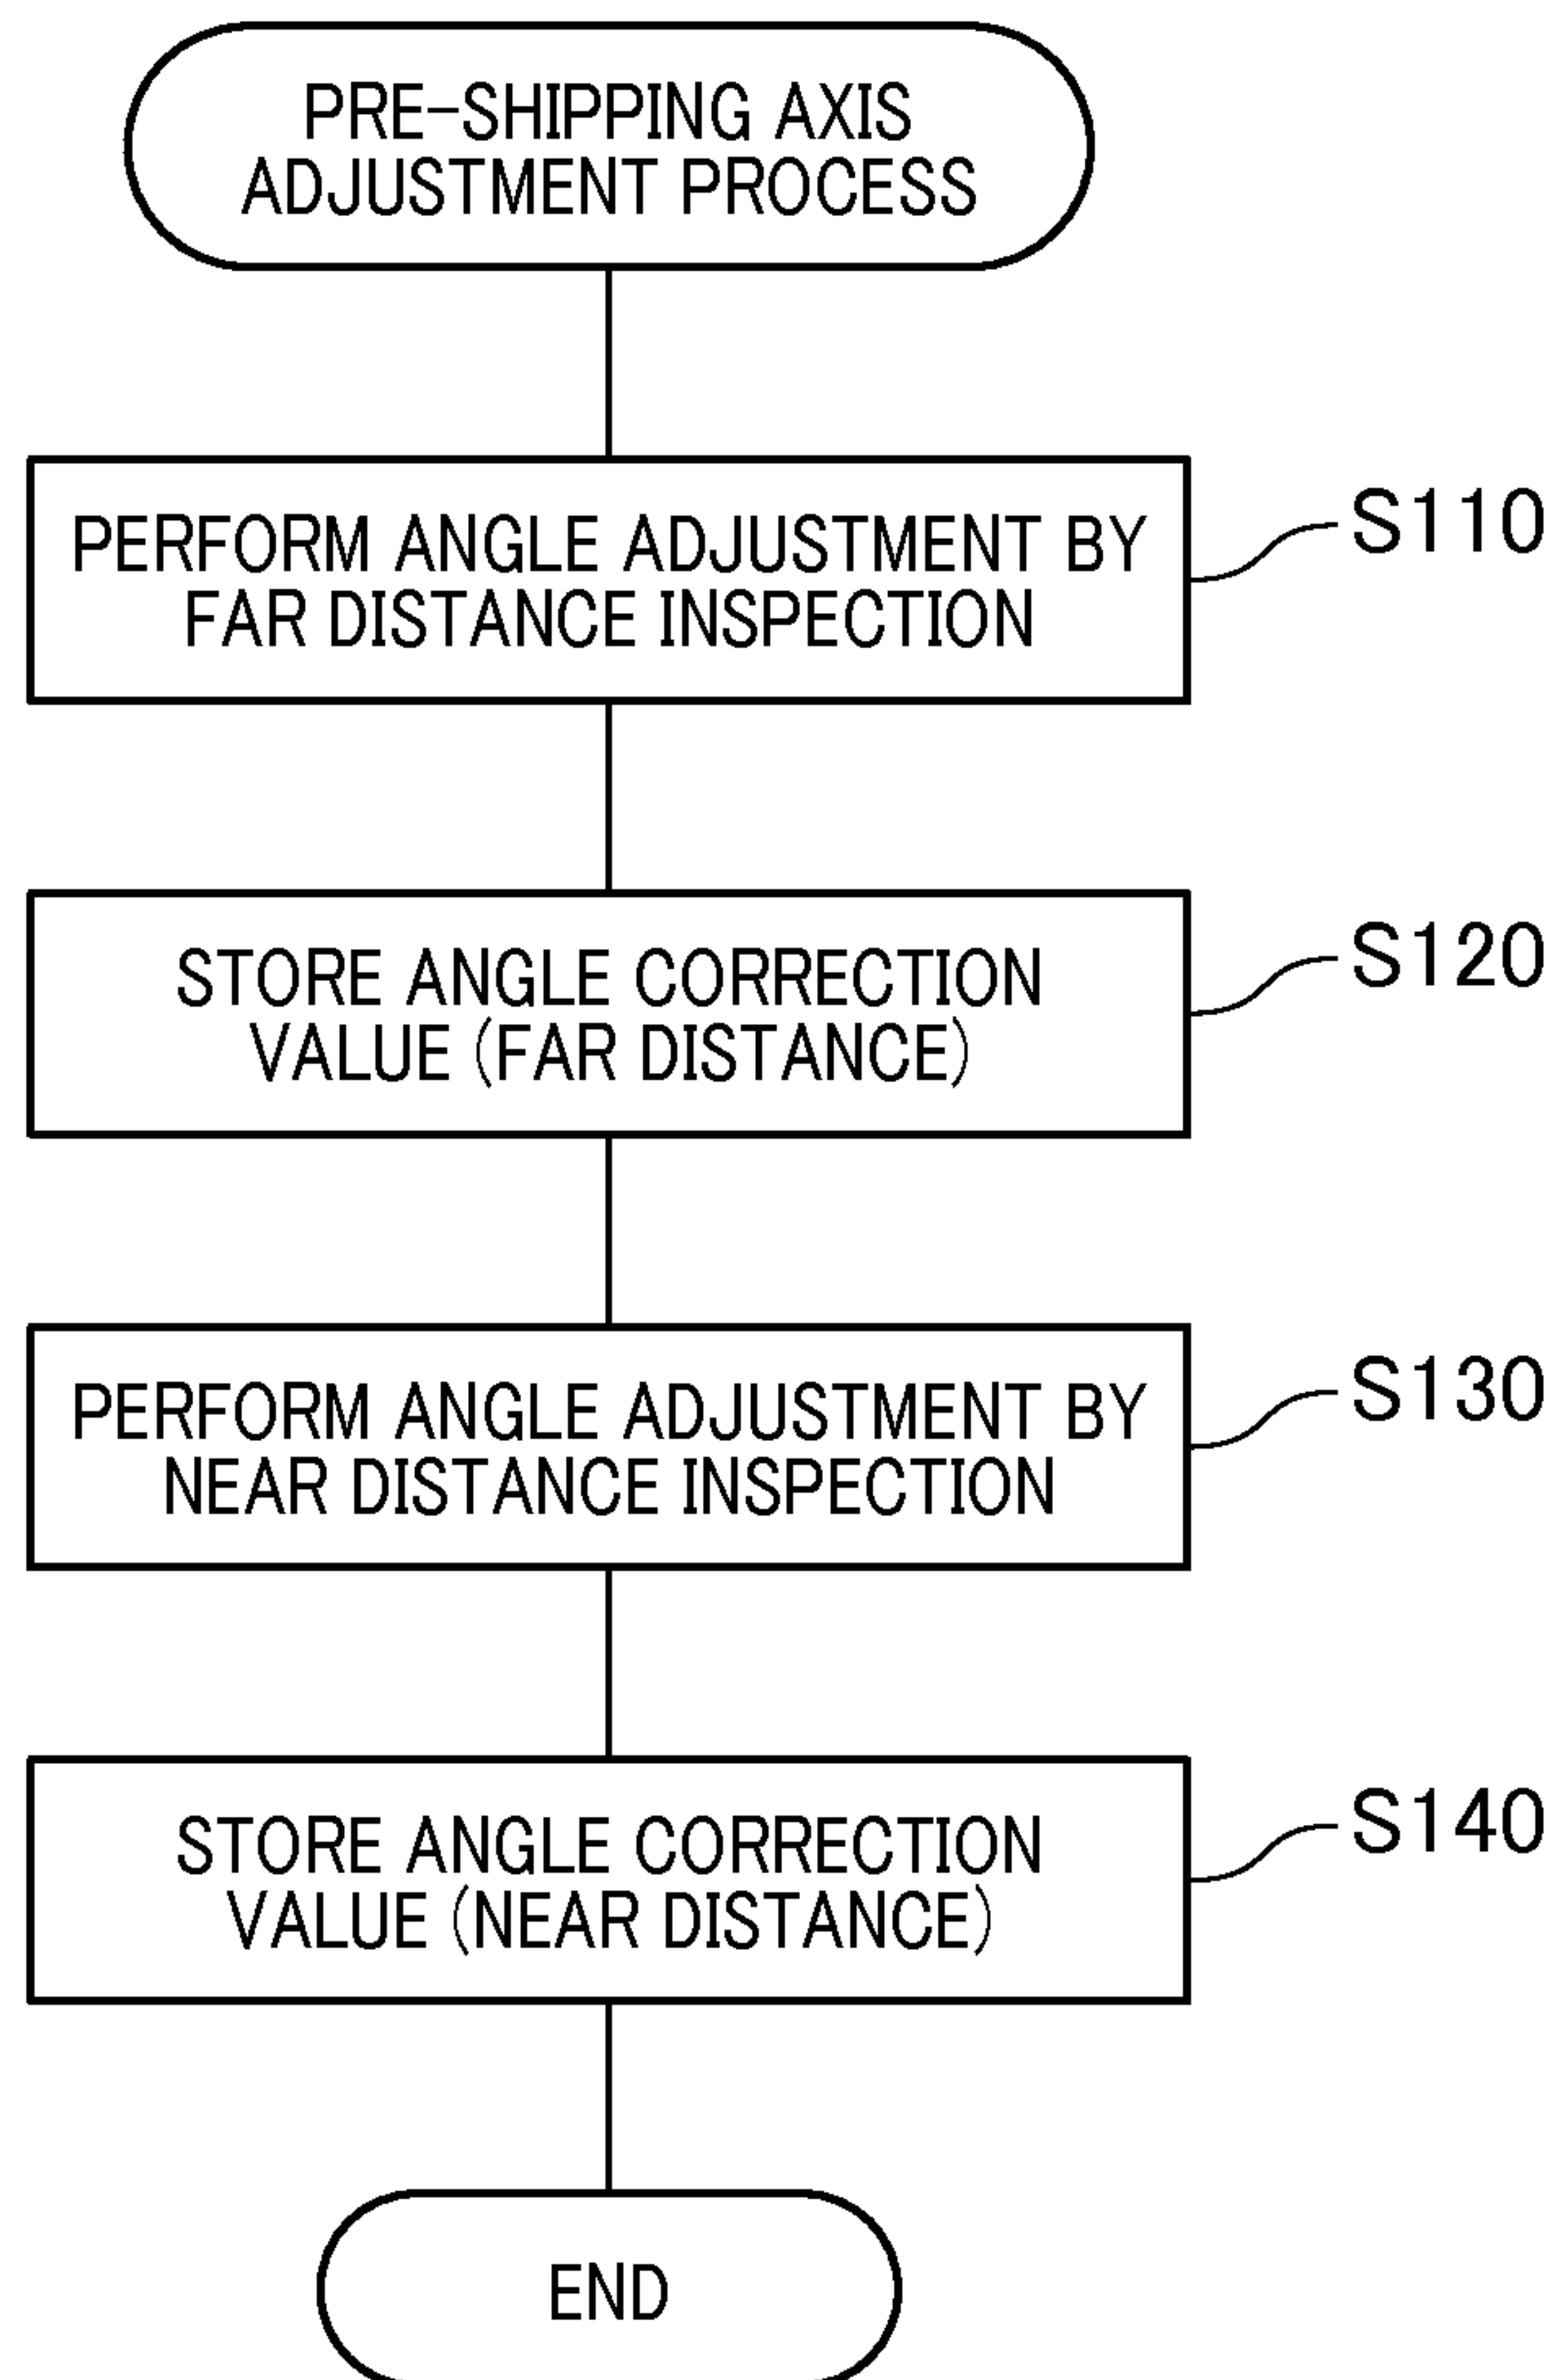 PRE-SHIPPING AXIS
ADJUSTMENT PROCESS
PERFORM ANGLE ADJUSTMENT BY
FAR DISTANCE INSPECTION
S110
STORE ANGLE CORRECTION
VALUE (FAR DISTANCE)
S120
PERFORM ANGLE ADJUSTMENT BY
NEAR DISTANCE INSPECTION
S130
STORE ANGLE CORRECTION
VALUE (NEAR DISTANCE)
S140
END